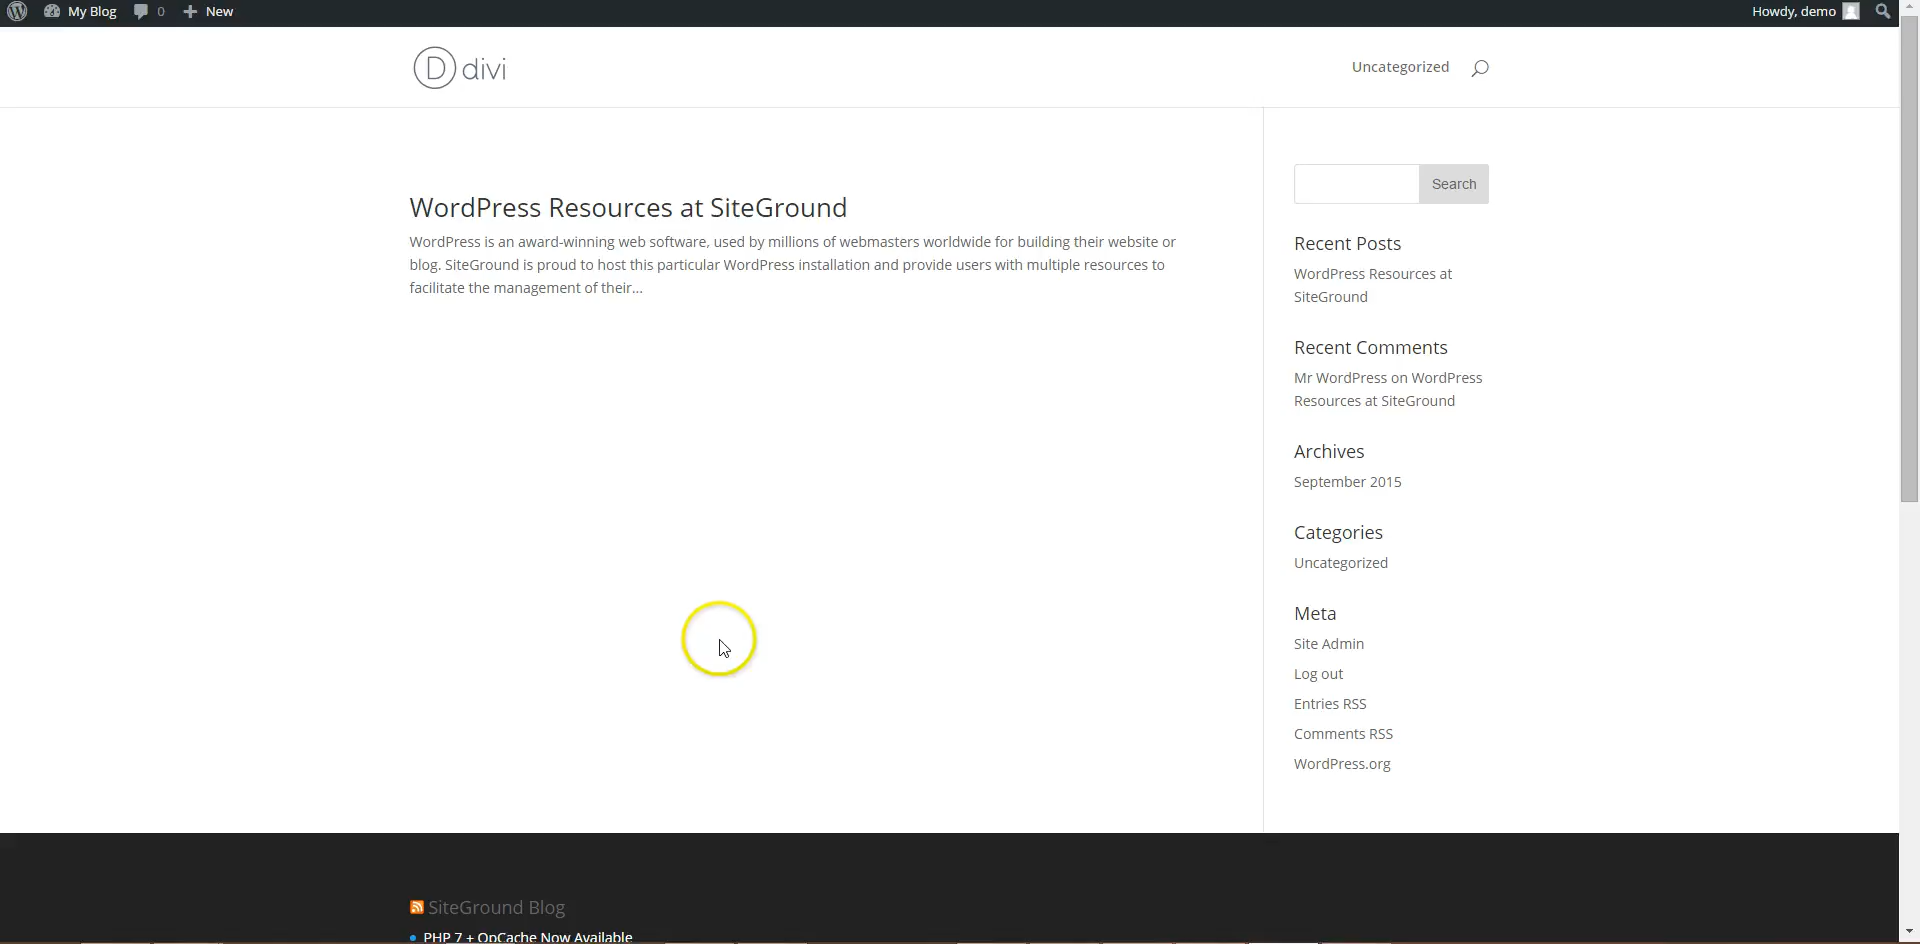 My Blog 0 New Howdy, demo
D divi
Uncategorized
WordPress Resources at SiteGround
WordPress is an award-winning web software, used by millions of webmasters worldwide for building their website or
blog. SiteGround is proud to host this particular WordPress installation and provide users with multiple resources to
facilitate the management of their...
Search
Recent Posts
WordPress Resources at
SiteGround
Recent Comments
Mr WordPress on WordPress
Resources at SiteGround
Archives
September 2015
Categories
Uncategorized
Meta
Site Admin
Log out
Entries RSS
Comments RSS
WordPress.org
SiteGround Blog
PHP 7 + OpCache Now Available